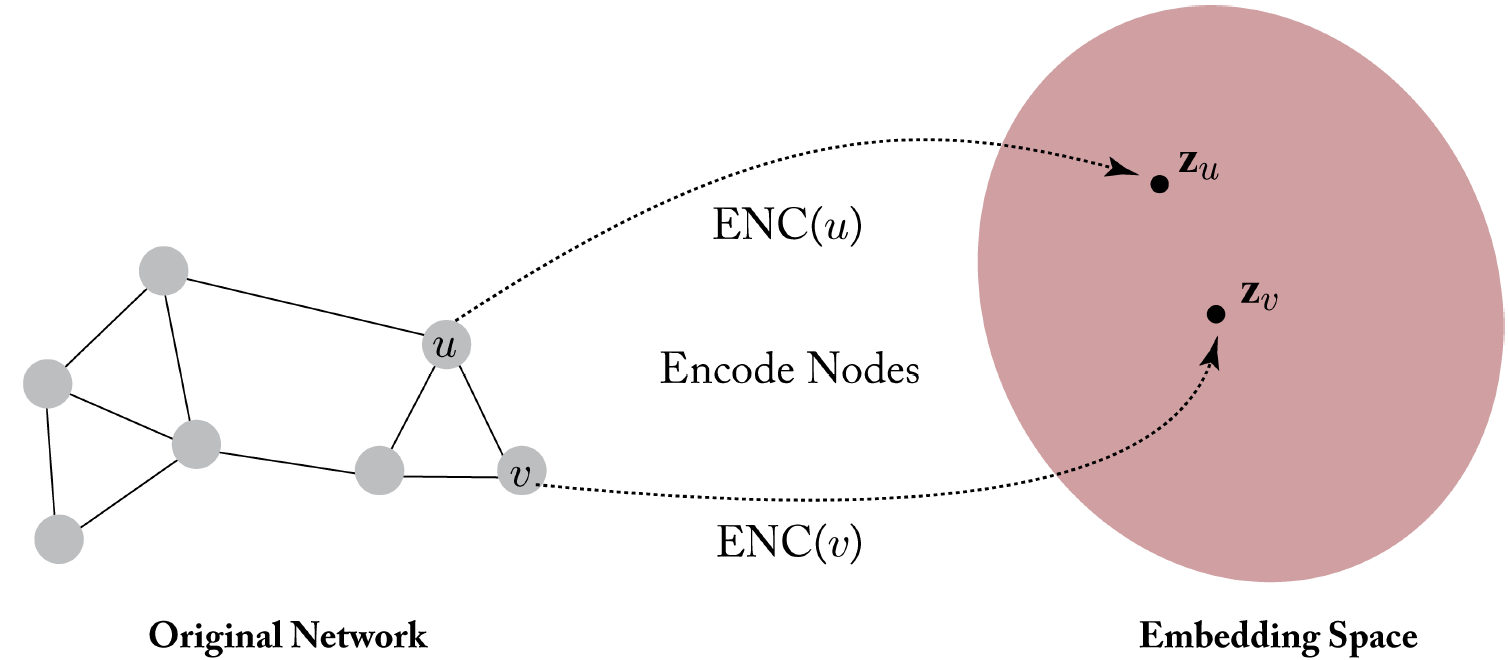 z_u
ENC(u)
z_v
u
Encode Nodes
v
ENC(v)
Original Network
Embedding Space